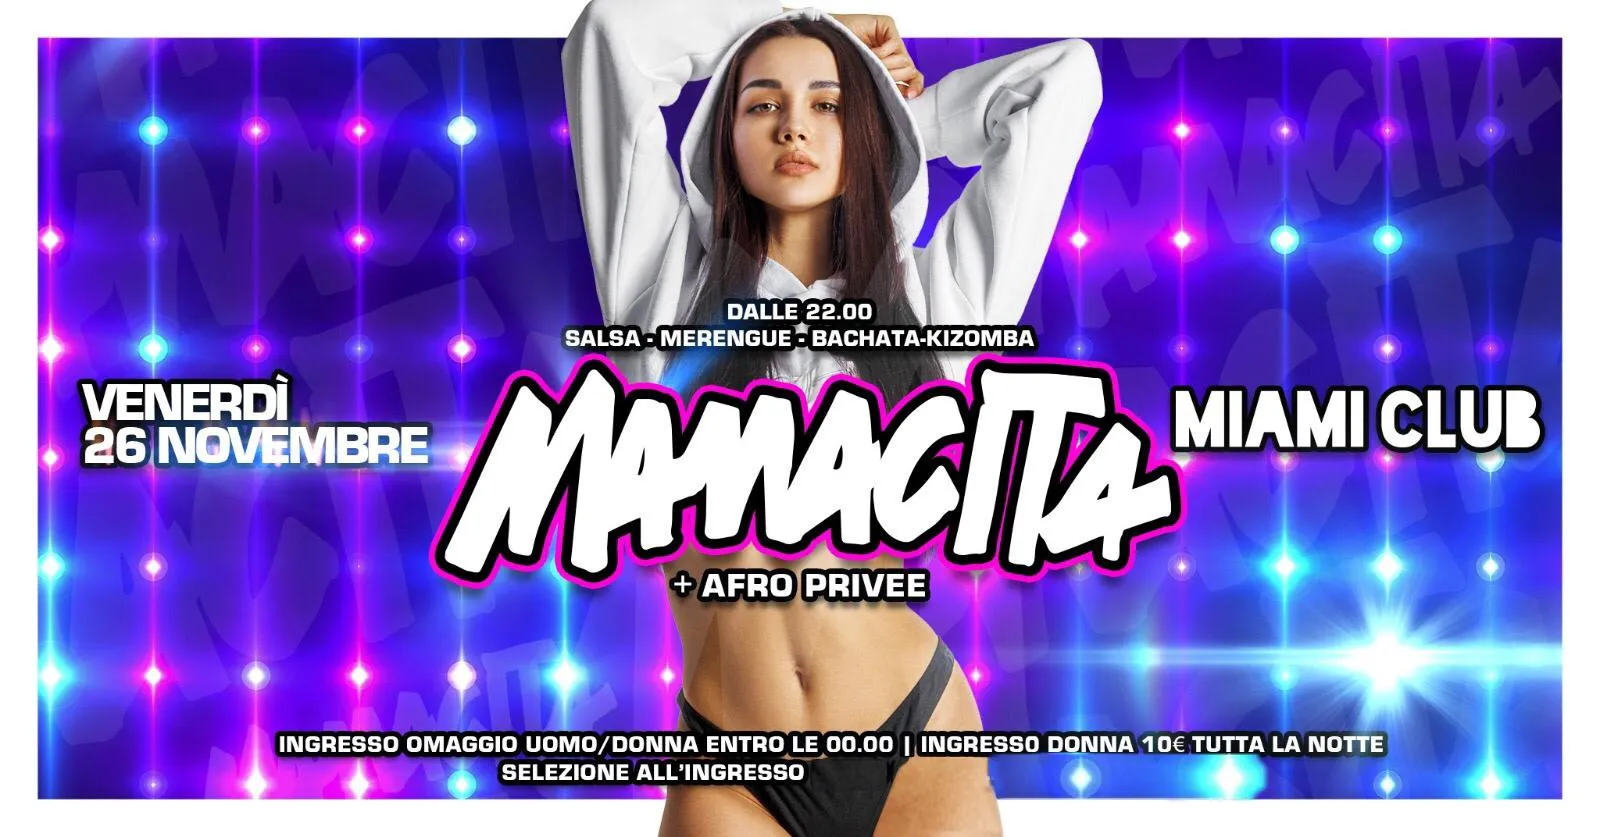 DALLE 22.00
SALSA - MERENGUE - BACHATA-KIZOMBA
VENERDÌ
26 NOVEMBRE
MAMACITA
MIAMI CLUB
+ AFRO PRIVEE
INGRESSO OMAGGIO UOMO/DONNA ENTRO LE 00.00 | INGRESSO DONNA 10€ TUTTA LA NOTTE
SELEZIONE ALL'INGRESSO